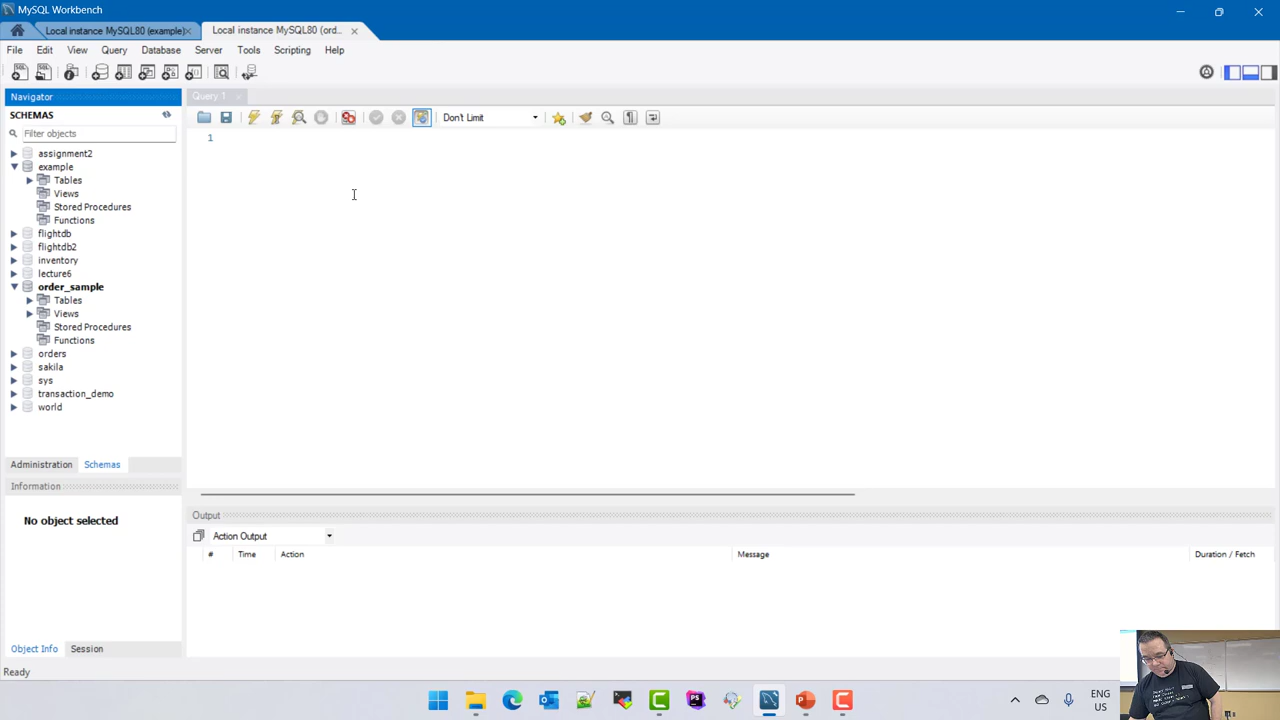 MySQL Workbench
Local instance MySQL80 (example)
Local instance MySQL80 (ord..
File Edit View Query Database Server Tools Scripting Help
Navigator
Query 1
SCHEMAS
Don't Limit
Filter objects
1
assignment2
example
Tables
Views
Stored Procedures
Functions
flightdb
flightdb2
inventory
lecture6
order_sample
Tables
Views
Stored Procedures
Functions
orders
sakila
sys
transaction_demo
world
Administration Schemas
Information
No object selected
Output
Action Output
# Time Action Message Duration / Fetch
Object Info Session
Ready
ENG
US